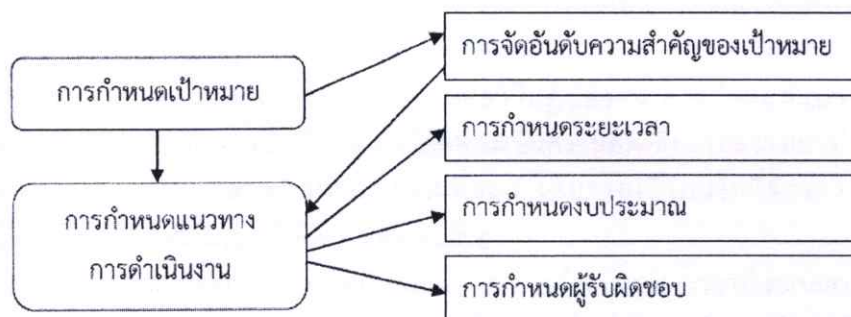 การจัดอันดับความสำคัญของเป้าหมาย
การกำหนดเป้าหมาย
การกำหนดระยะเวลา
การกำหนดแนวทาง
การดำเนินงาน
การกำหนดงบประมาณ
การกำหนดผู้รับผิดชอบ